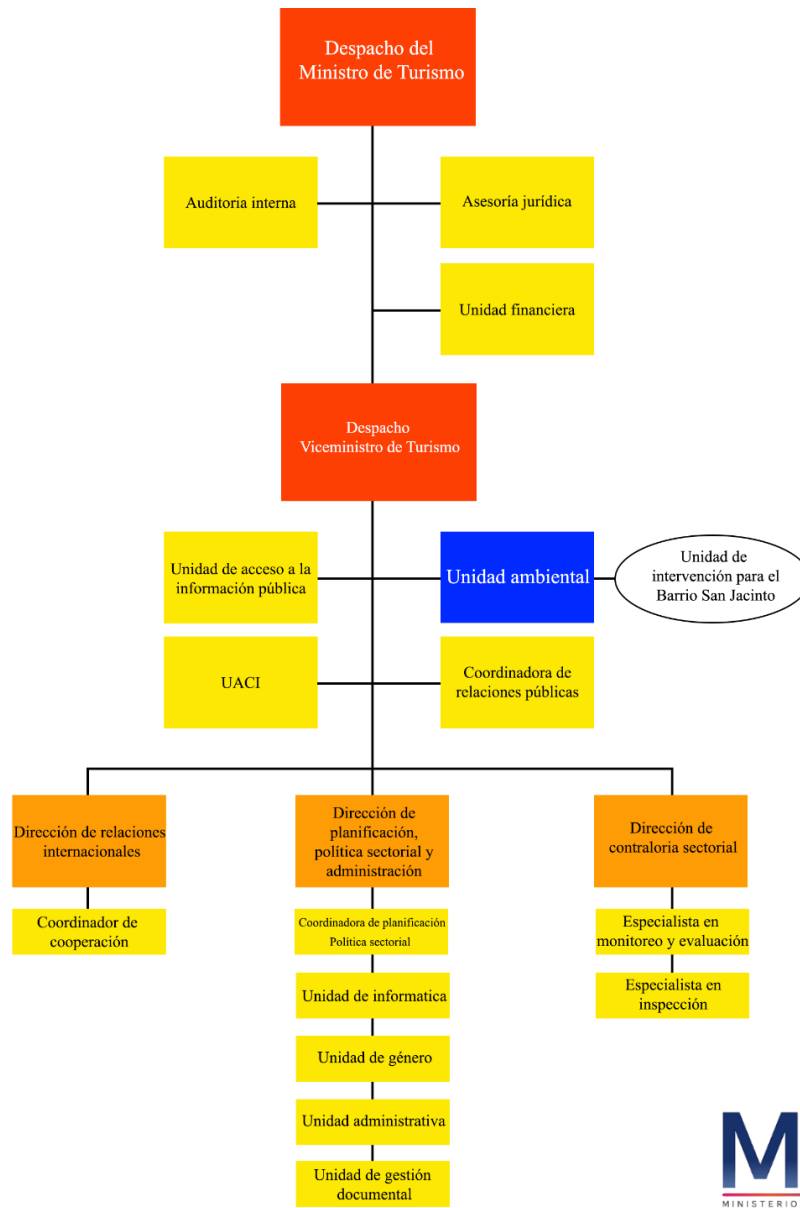 Despacho del
Ministro de Turismo
Auditoria interna
Asesoría jurídica
Unidad financiera
Despacho
Viceministro de Turismo
Unidad de acceso a la
información pública
Unidad ambiental
Unidad de
intervención para el
Barrio San Jacinto
UACI
Coordinadora de
relaciones públicas
Dirección de relaciones
internacionales
Dirección de
planificación,
política sectorial y
administración
Dirección de
contraloria sectorial
Coordinador de
cooperación
Coordinadora de planificación
Política sectorial
Especialista en
monitoreo y evaluación
Unidad de informatica
Especialista en
inspección
Unidad de género
Unidad administrativa
Unidad de gestión
documental
M
MINISTERIO